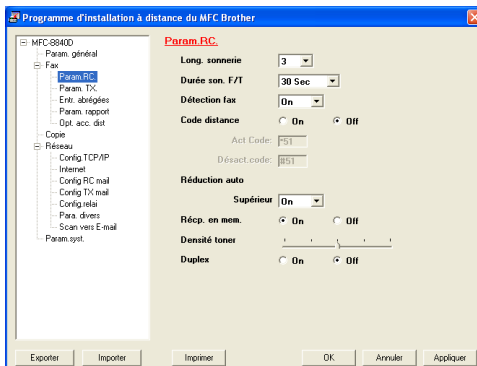 Programme d'installation à distance du MFC Brother
MFC-8840D
Param. général
Fax
Param.RC.
Param. TX.
Entr. abrégées
Param. rapport
Opt. acc. dist
Copie
Réseau
Config.TCP/IP
Internet
Config RC mail
Config TX mail
Config.relai
Para. divers
Scan vers E-mail
Param.syst.
Param.RC.
Long. sonnerie 3
Durée son. F/T 30 Sec
Détection fax On
Code distance On Off
Act Code: *51
Désact.code: #51
Réduction auto
Supérieur On
Récp. en mem. On Off
Densité toner
Duplex On Off
Exporter Importer Imprimer OK Annuler Appliquer